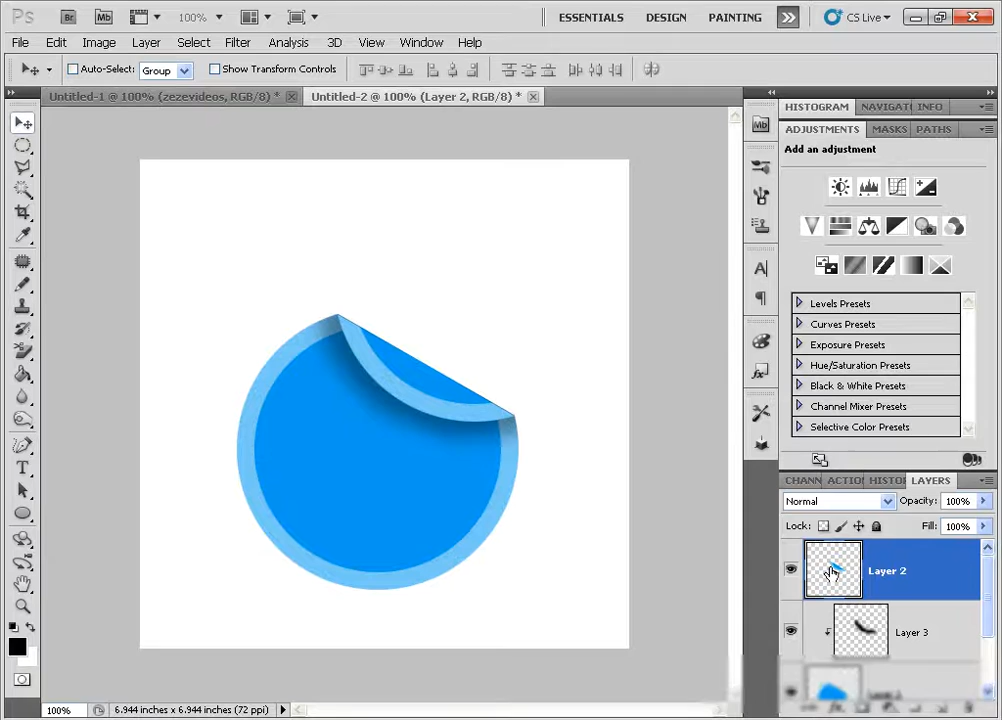 Ps Br Mb 100% ESSENTIALS DESIGN PAINTING CS Live
File Edit Image Layer Select Filter Analysis 3D View Window Help
Auto-Select: Group Show Transform Controls
Untitled-1 @ 100% (zezevideos, RGB/8) * Untitled-2 @ 100% (Layer 2, RGB/8) *
HISTOGRAM NAVIGAT INFO
ADJUSTMENTS MASKS PATHS
Add an adjustment
Levels Presets
Curves Presets
Exposure Presets
Hue/Saturation Presets
Black & White Presets
Channel Mixer Presets
Selective Color Presets
CHANN ACTIO HISTO LAYERS
Normal Opacity: 100%
Lock: Fill: 100%
Layer 2
Layer 3
100% 6.944 inches x 6.944 inches (72 ppi)